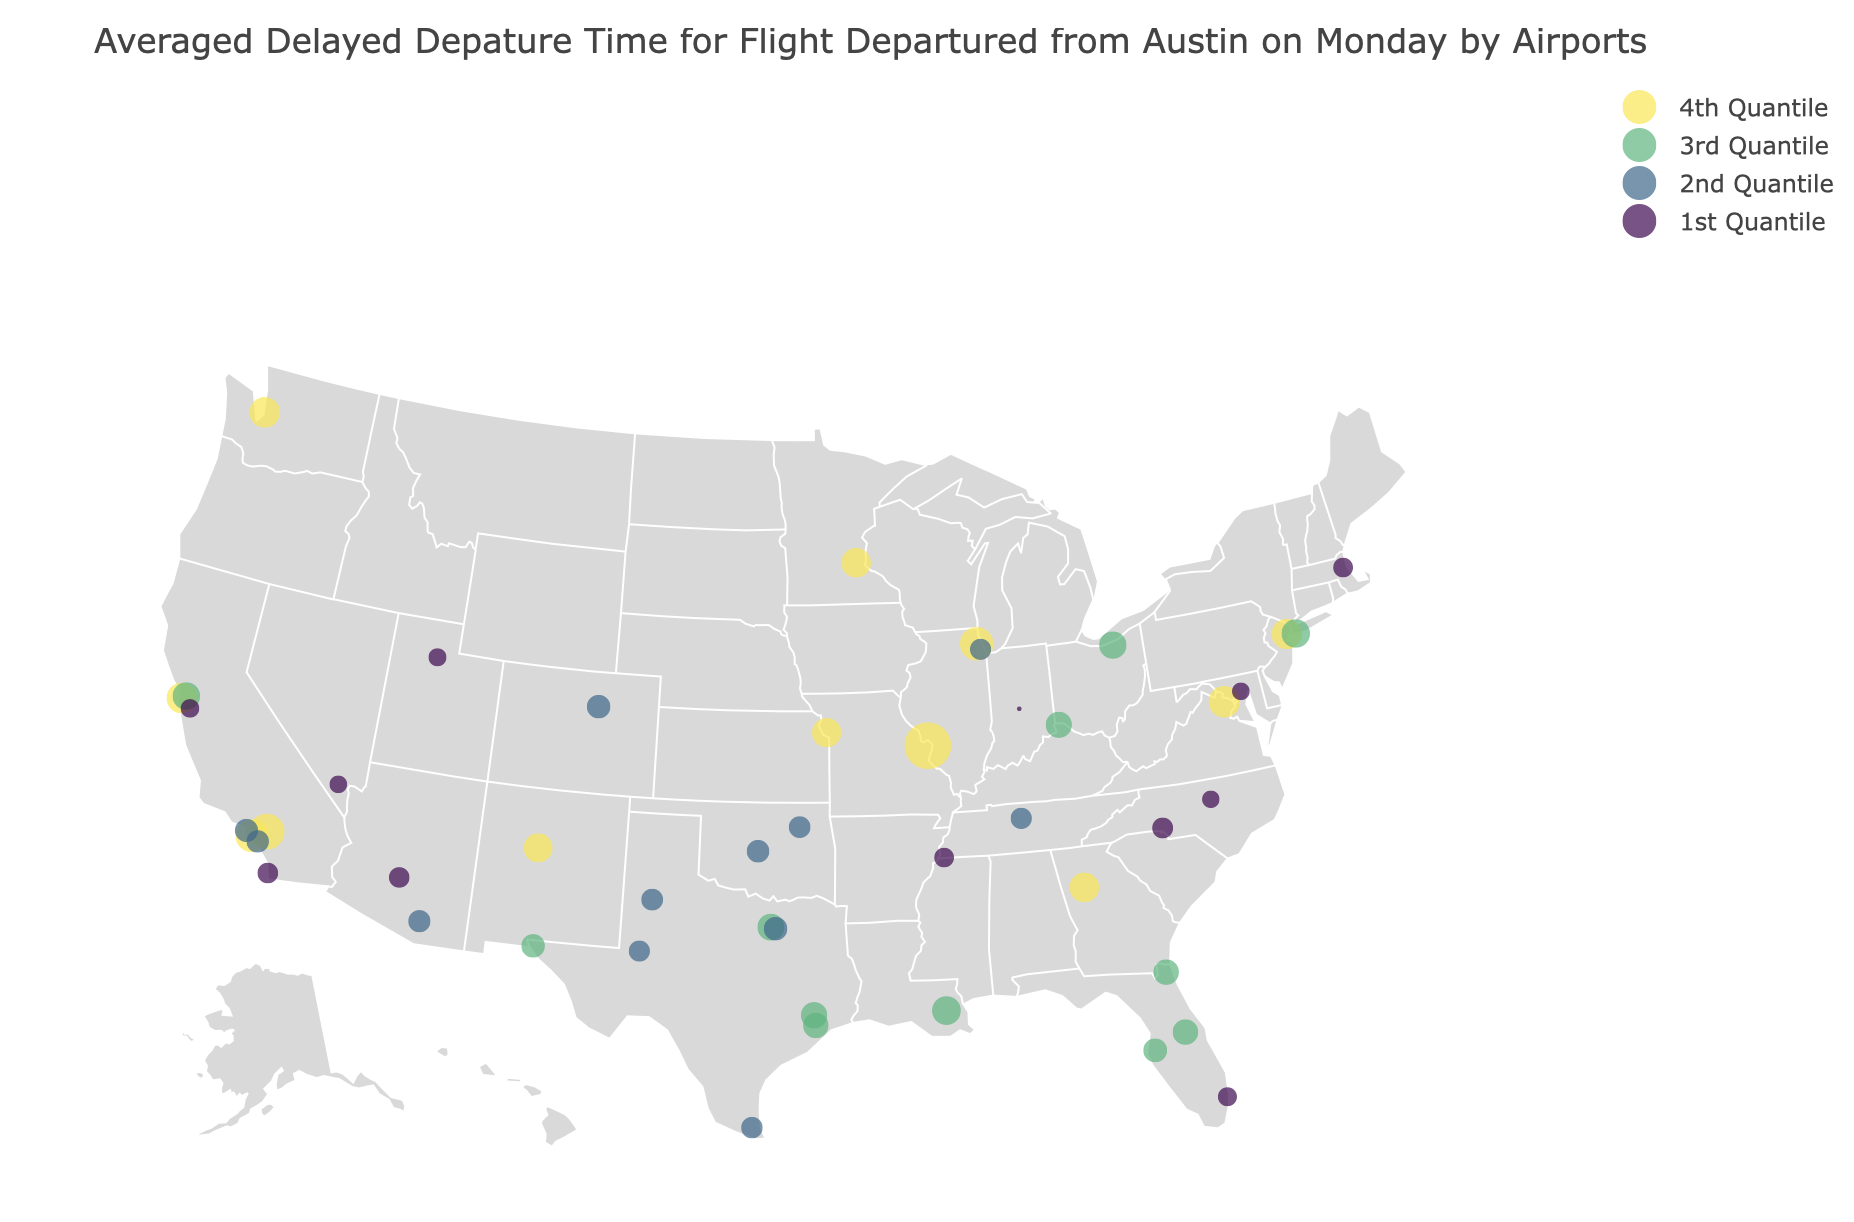 Averaged Delayed Depature Time for Flight Departured from Austin on Monday by Airports
4th Quantile
3rd Quantile
2nd Quantile
1st Quantile